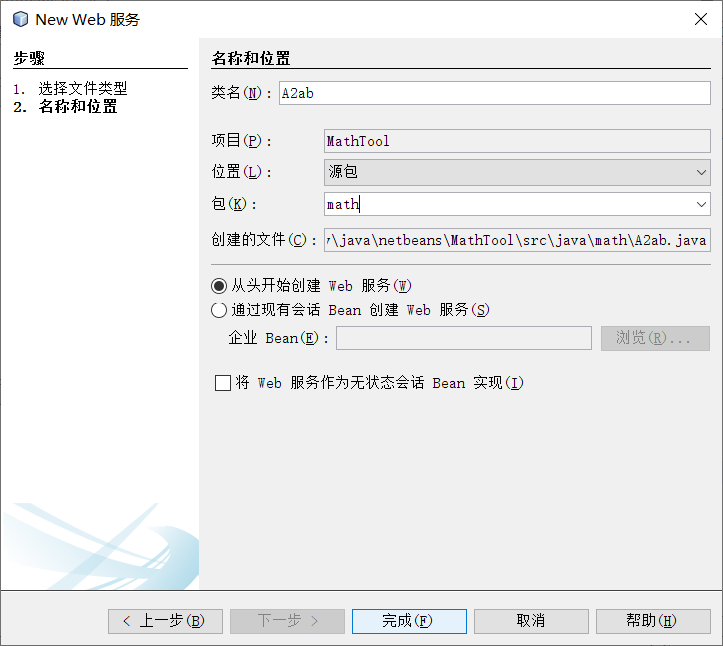 New Web 服务
步骤
1. 选择文件类型
2. 名称和位置
名称和位置
类名(N): A2ab
项目(P): MathTool
位置(L): 源包
包(K): math
创建的文件(C): \java\netbeans\MathTool\src\java\math\A2ab.java
从头开始创建 Web 服务(W)
通过现有会话 Bean 创建 Web 服务(S)
企业 Bean(E): 浏览(R)...
将 Web 服务作为无状态会话 Bean 实现(I)
< 上一步(B) 下一步 > 完成(F) 取消 帮助(H)